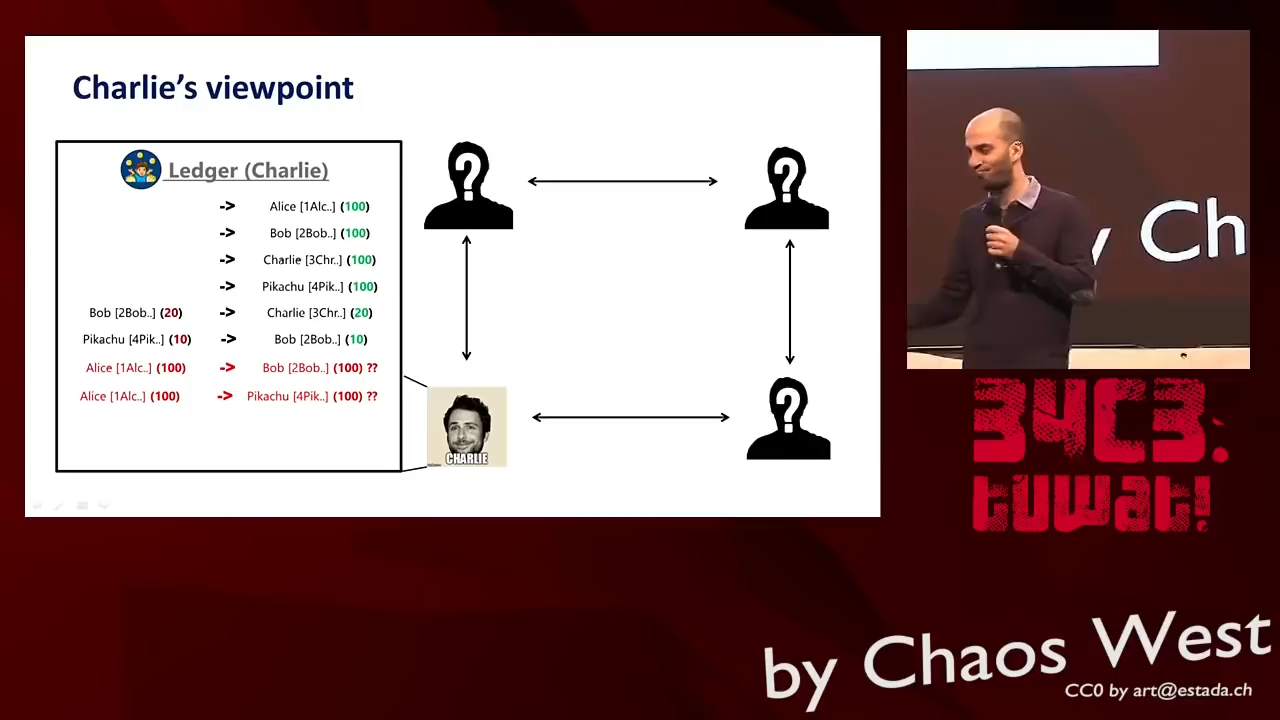 Charlie's viewpoint
Ledger (Charlie)
-> Alice [1Alc..] (100)
-> Bob [2Bob..] (100)
-> Charlie [3Chr..] (100)
-> Pikachu [4Pik..] (100)
Bob [2Bob..] (20) -> Charlie [3Chr..] (20)
Pikachu [4Pik..] (10) -> Bob [2Bob..] (10)
Alice [1Alc..] (100) -> Bob [2Bob..] (100) ??
Alice [1Alc..] (100) -> Pikachu [4Pik..] (100) ??
?
?
CHARLIE
?
y Ch
34C3:
tuwat!
by Chaos West
CC0 by art@estada.ch